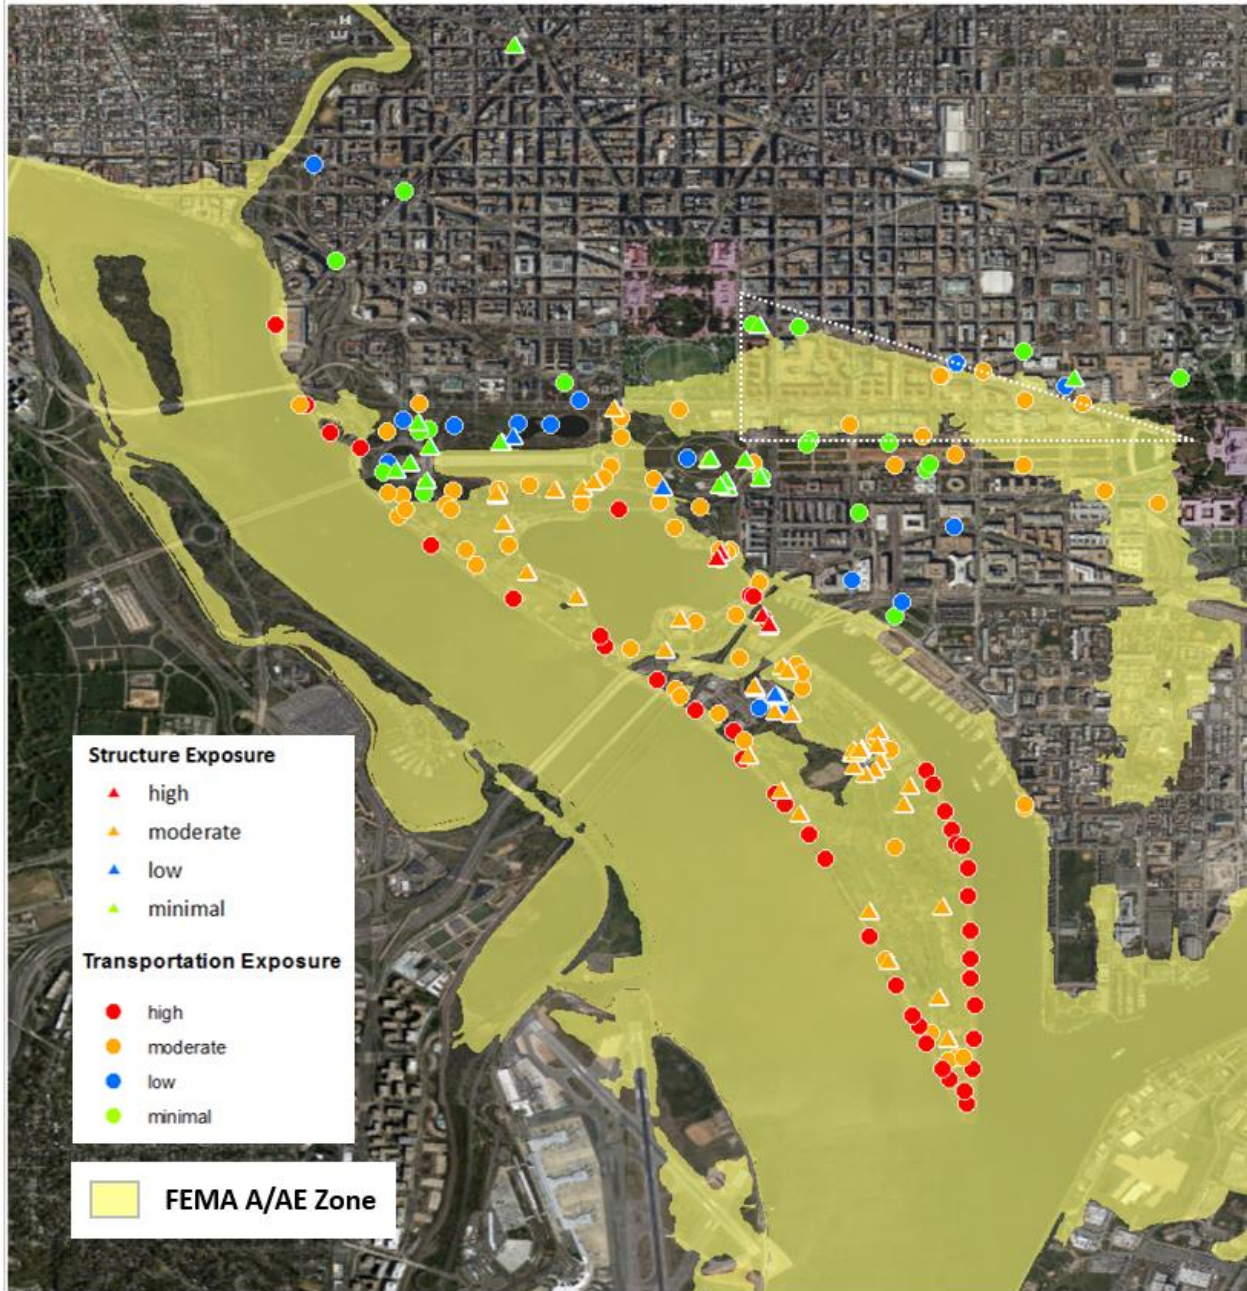 Structure Exposure
high
moderate
low
minimal
Transportation Exposure
high
moderate
low
minimal
FEMA A/AE Zone